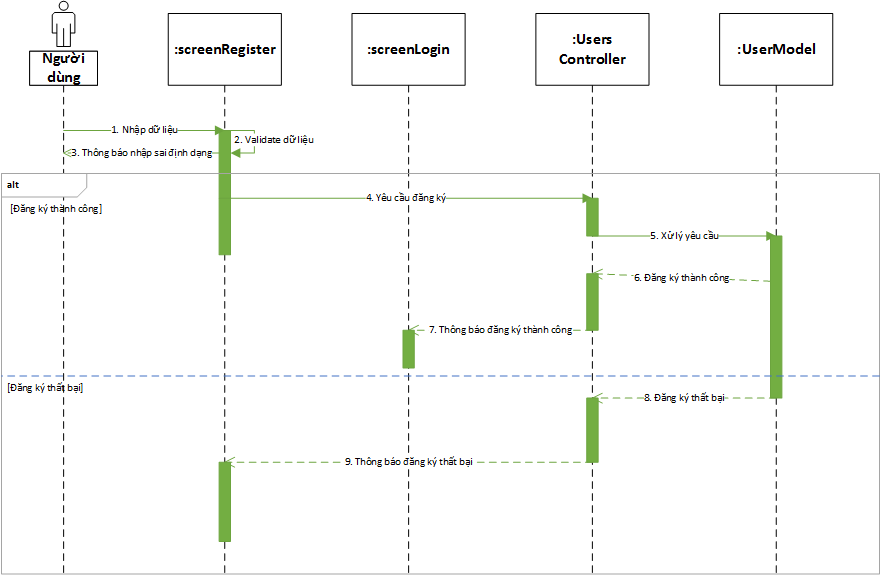 Người
dùng
:screenRegister
:screenLogin
:Users
Controller
:UserModel
1. Nhập dữ liệu
2. Validate dữ liệu
3. Thông báo nhập sai định dạng
alt
[Đăng ký thành công]
4. Yêu cầu đăng ký
5. Xử lý yêu cầu
6. Đăng ký thành công
7. Thông báo đăng ký thành công
[Đăng ký thất bại]
8. Đăng ký thất bại
9. Thông báo đăng ký thất bại